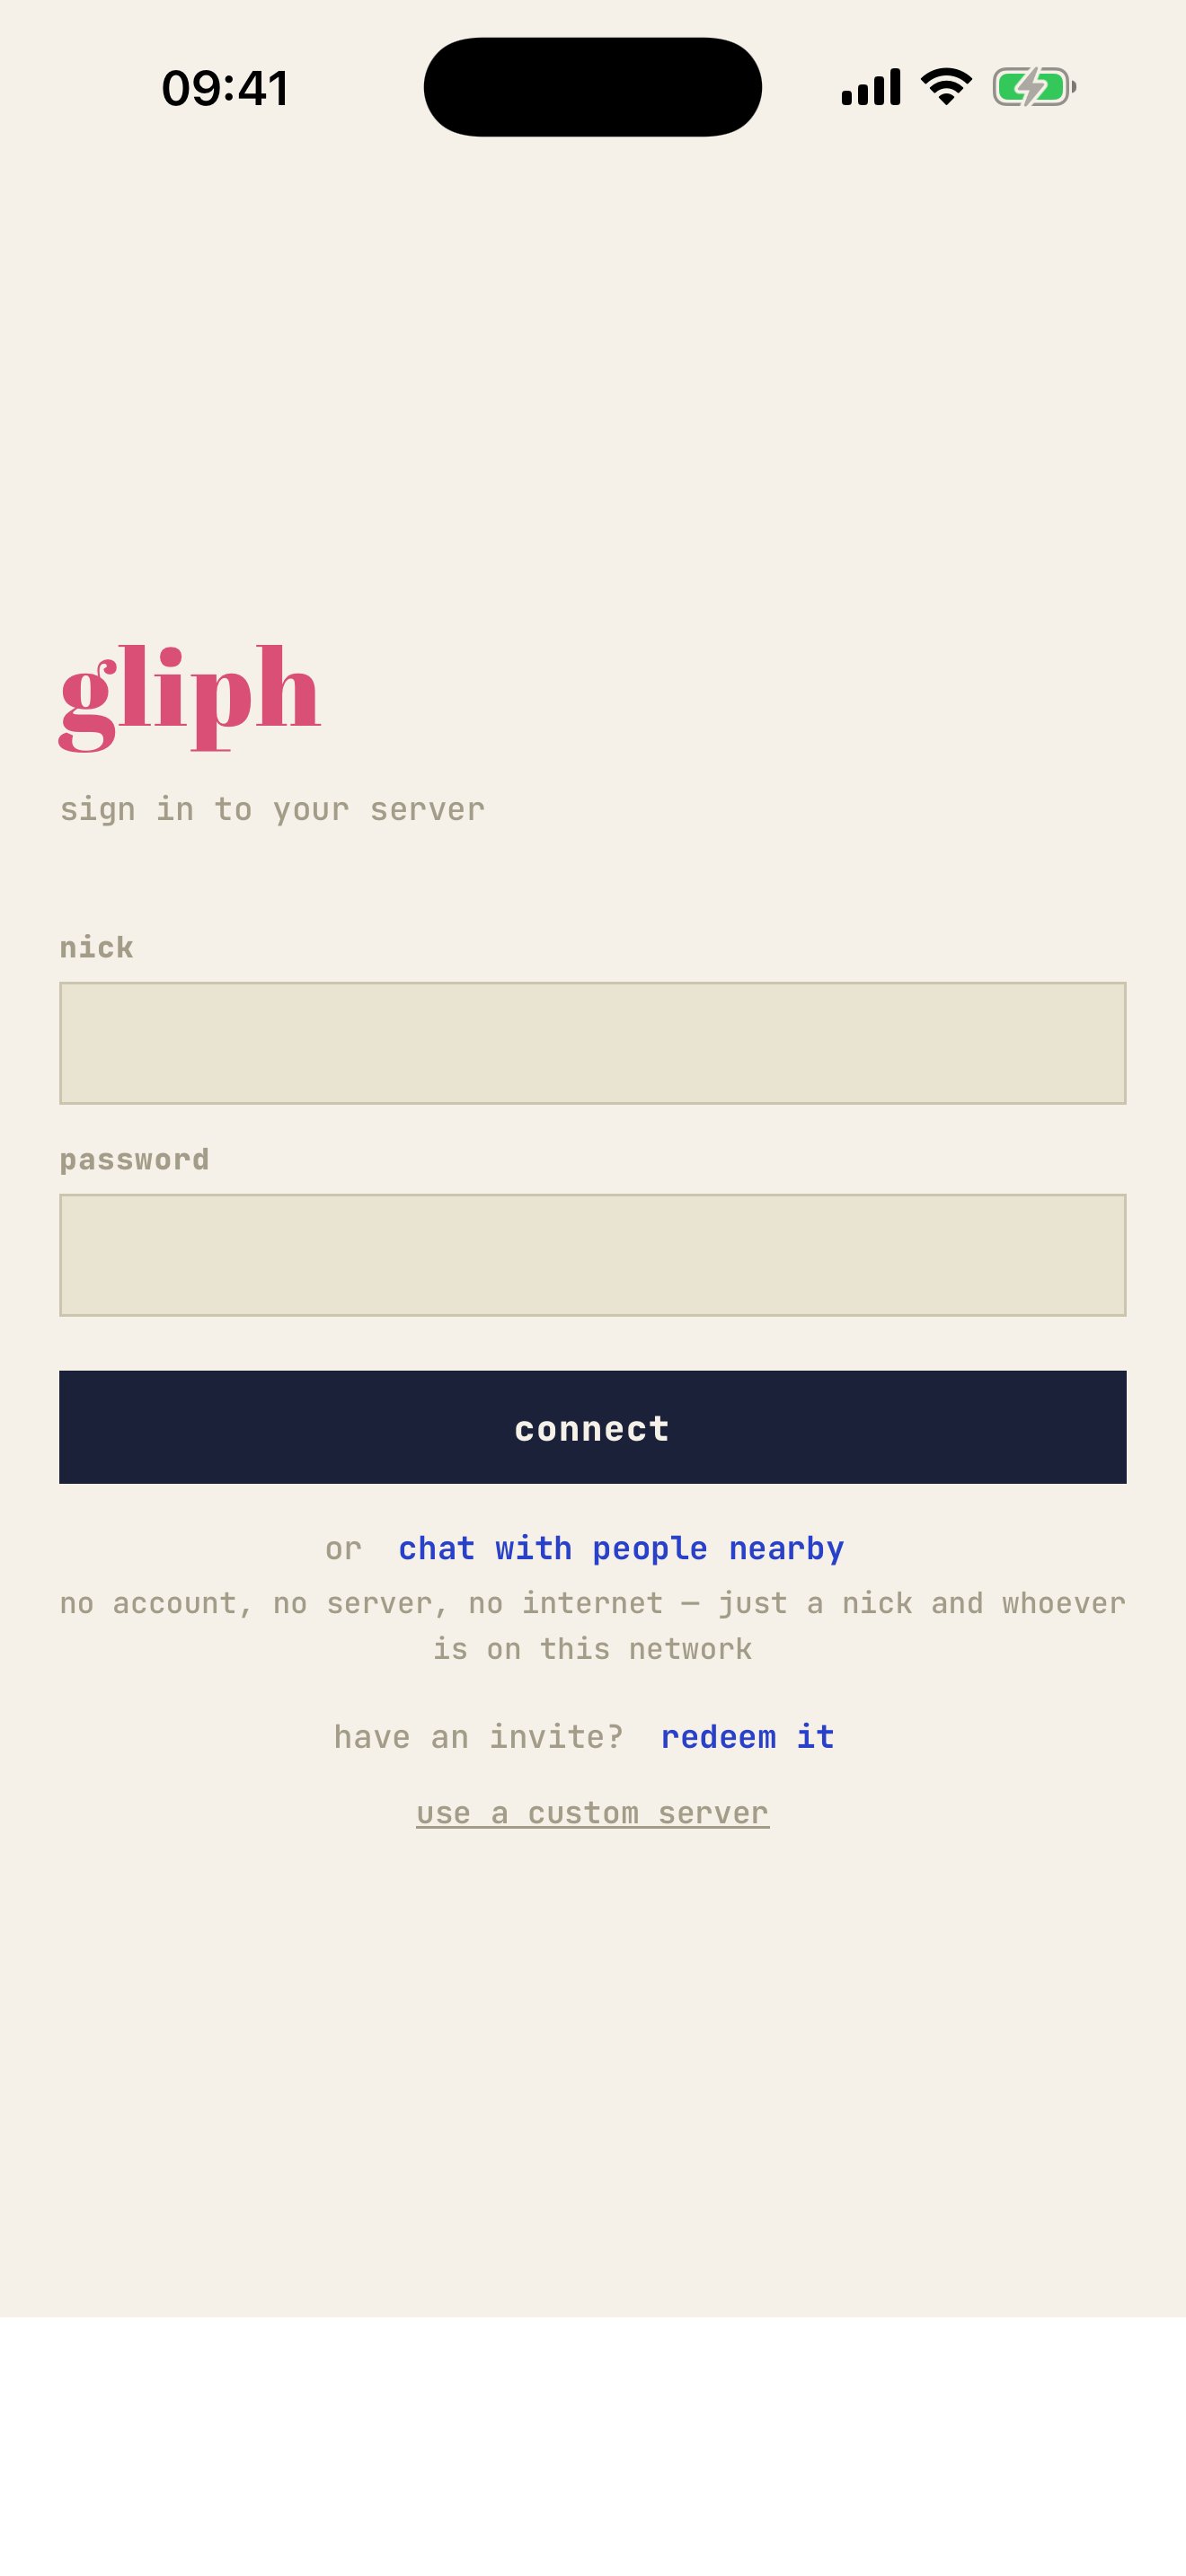 09:41
gliph
sign in to your server
nick
password
connect
or chat with people nearby
no account, no server, no internet — just a nick and whoever
is on this network
have an invite? redeem it
use a custom server